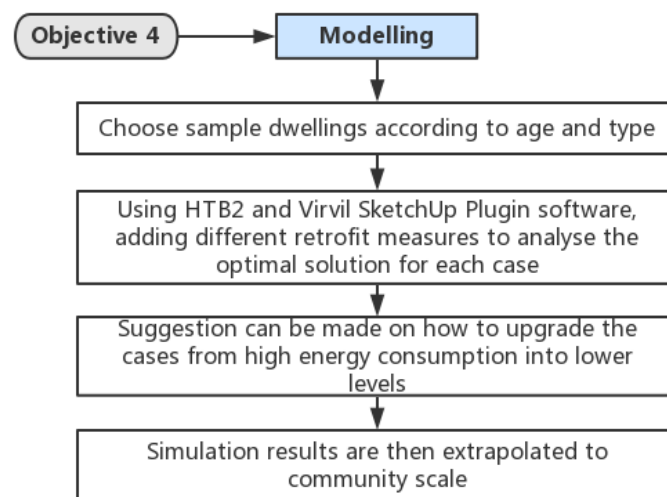 Objective 4
Modelling
Choose sample dwellings according to age and type
Using HTB2 and Virvil SketchUp Plugin software,
adding different retrofit measures to analyse the
optimal solution for each case
Suggestion can be made on how to upgrade the
cases from high energy consumption into lower
levels
Simulation results are then extrapolated to
community scale